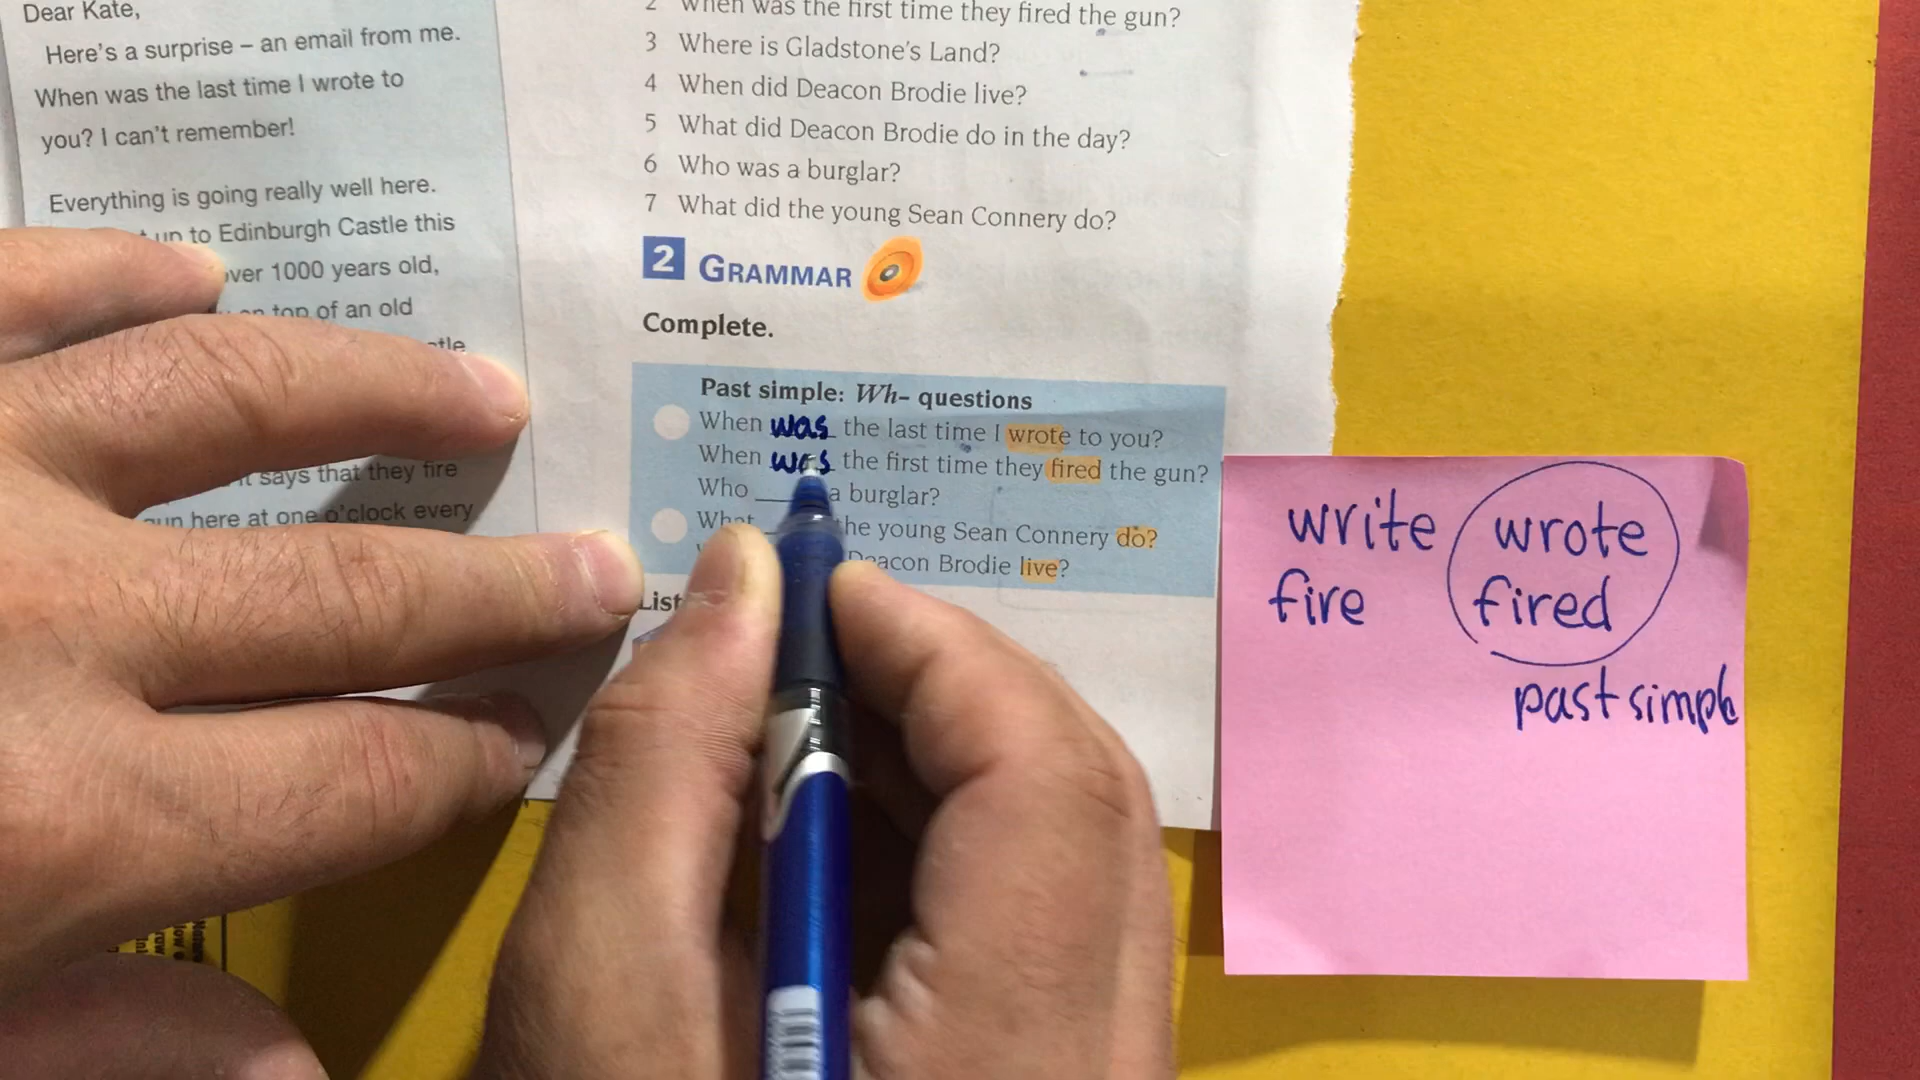 Dear Kate,
Here's a surprise – an email from me.
When was the last time I wrote to
you? I can't remember!
Everything is going really well here.
up to Edinburgh Castle this
over 1000 years old,
on top of an old
it says that they fire
gun here at one o'clock every
2 When was the first time they fired the gun?
3 Where is Gladstone's Land?
4 When did Deacon Brodie live?
5 What did Deacon Brodie do in the day?
6 Who was a burglar?
7 What did the young Sean Connery do?
2 GRAMMAR
Complete.
Past simple: Wh- questions
When was the last time I wrote to you?
When was the first time they fired the gun?
Who ____ a burglar?
What the young Sean Connery do?
Deacon Brodie live?
write wrote
fire fired
past simple